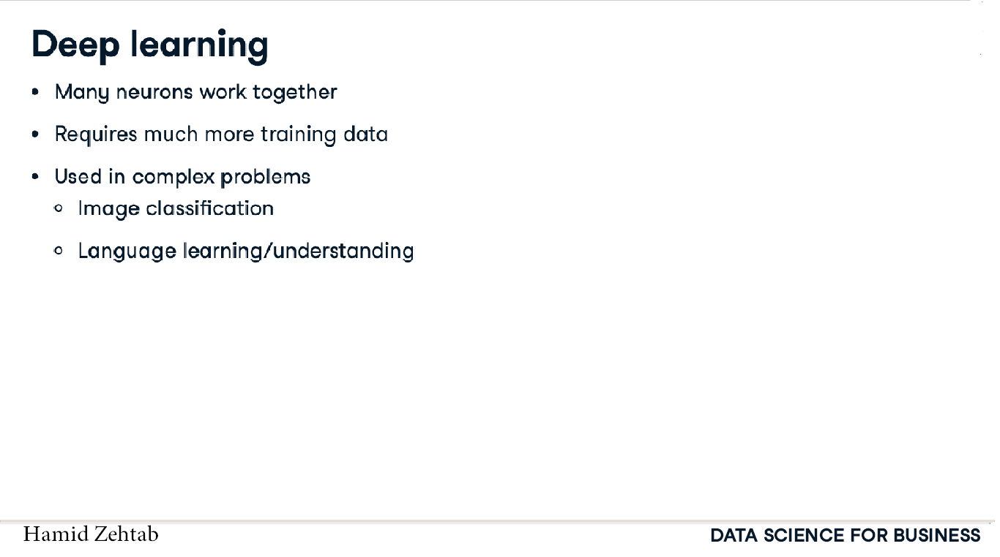 Deep learning
• Many neurons work together
• Requires much more training data
• Used in complex problems
◦ Image classification
◦ Language learning/understanding
Hamid Zehtab
DATA SCIENCE FOR BUSINESS